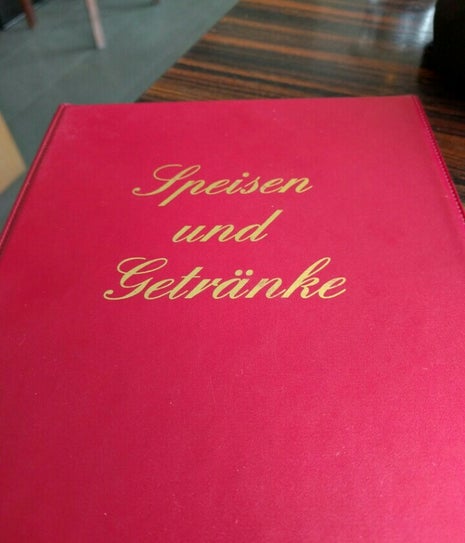 Speisen
und
Getränke